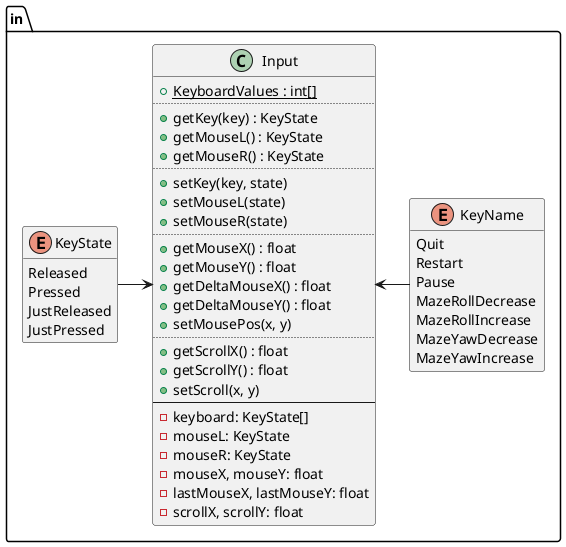 in
C Input
+ KeyboardValues : int[]
getKey(key) : KeyState
getMouseL() : KeyState
getMouseR() : KeyState
setKey(key, state)
setMouseL(state)
setMouseR(state)
getMouseX() : float
getMouseY() : float
getDeltaMouseX() : float
getDeltaMouseY() : float
setMousePos(x, y)
getScrollX() : float
getScrollY() : float
setScroll(x, y)
keyboard: KeyState[]
mouseL: KeyState
mouseR: KeyState
mouseX, mouseY: float
lastMouseX, lastMouseY: float
scrollX, scrollY: float
E KeyState
Released
Pressed
JustReleased
JustPressed
E KeyName
Quit
Restart
Pause
MazeRollDecrease
MazeRollIncrease
MazeYawDecrease
MazeYawIncrease